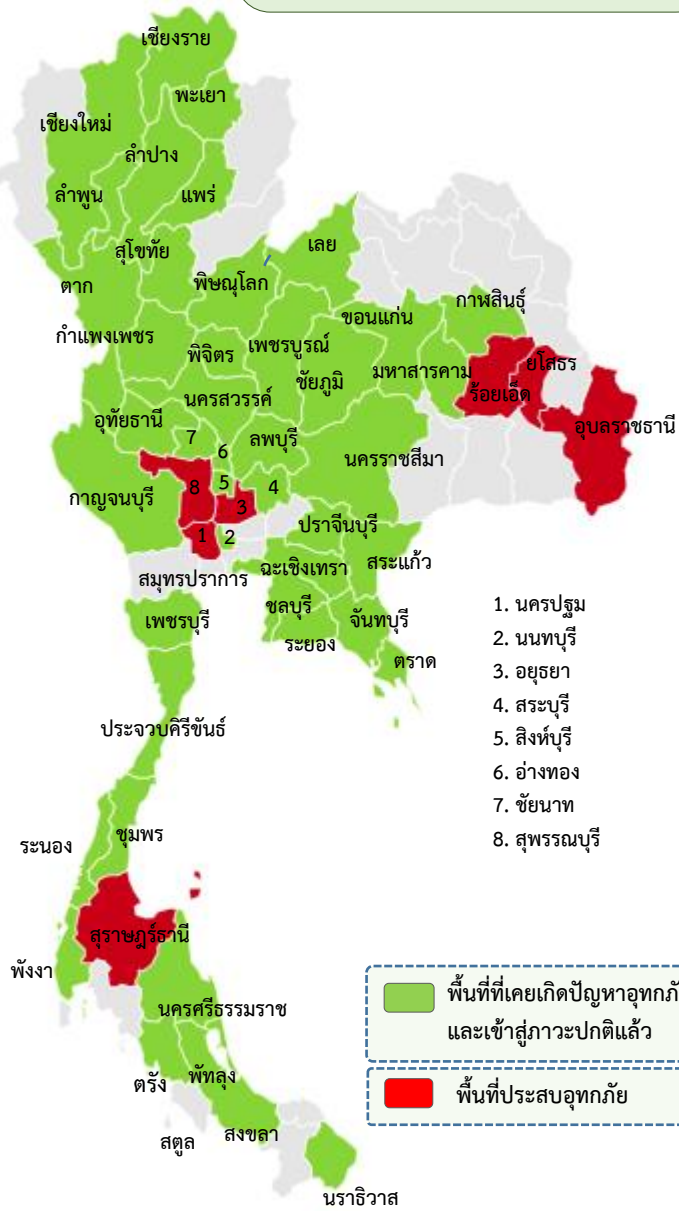 เชียงราย
พะเยา
เชียงใหม่
ลำปาง
ลำพูน
แพร่
สุโขทัย
เลย
ตาก
พิษณุโลก
กาฬสินธุ์
ขอนแก่น
กำแพงเพชร
พิจิตร
เพชรบูรณ์
มหาสารคาม
ยโสธร
ชัยภูมิ
ร้อยเอ็ด
นครสวรรค์
อุทัยธานี
อุบลราชธานี
7
6
ลพบุรี
นครราชสีมา
8
5
4
กาญจนบุรี
3
1
2
ปราจีนบุรี
สระแก้ว
ฉะเชิงเทรา
สมุทรปราการ
ชลบุรี
เพชรบุรี
จันทบุรี
ระยอง
ตราด
1. นครปฐม
2. นนทบุรี
3. อยุธยา
4. สระบุรี
5. สิงห์บุรี
6. อ่างทอง
7. ชัยนาท
8. สุพรรณบุรี
ประจวบคิรีขันธ์
ชุมพร
ระนอง
สุราษฎร์ธานี
พังงา
นครศรีธรรมราช
ตรัง
พัทลุง
สตูล
สงขลา
นราธิวาส
พื้นที่ที่เคยเกิดปัญหาอุทกภั
และเข้าสู่ภาวะปกติแล้ว
พื้นที่ประสบอุทกภัย